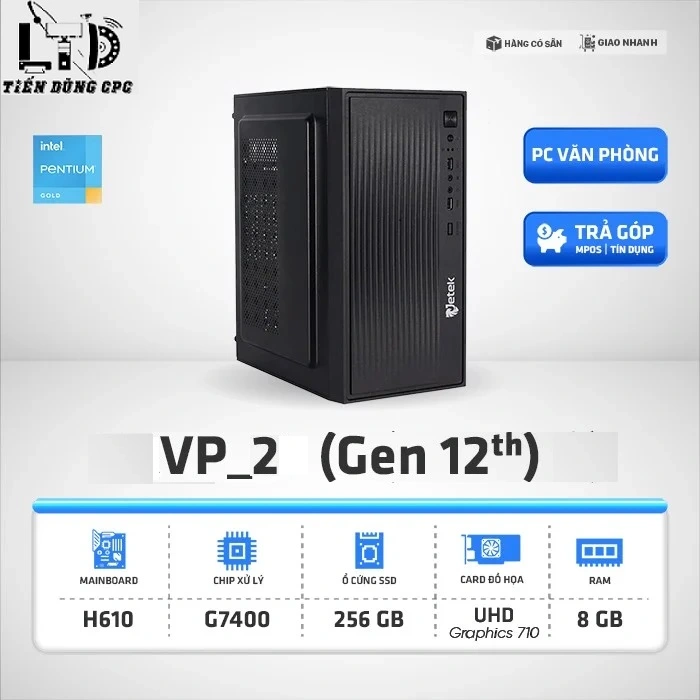 LTD
TIẾN DŨNG CPC
HÀNG CÓ SẴN
GIAO NHANH
intel
PENTIUM
GOLD
PC VĂN PHÒNG
TRẢ GÓP
MPOS | TÍN DỤNG
Jetek
VP_2 (Gen 12th)
MAINBOARD
CHIP XỬ LÝ
Ổ CỨNG SSD
CARD ĐỒ HỌA
RAM
H610
G7400
256 GB
UHD
Graphics 710
8 GB